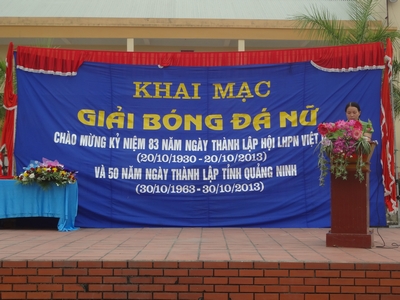 KHAI MẠC
GIẢI BÓNG ĐÁ NỮ
CHÀO MỪNG KỶ NIỆM 83 NĂM NGÀY THÀNH LẬP HỘI LHPN VIỆT
(20/10/1930 - 20/10/2013)
VÀ 50 NĂM NGÀY THÀNH LẬP TỈNH QUẢNG NINH
(30/10/1963 - 30/10/2013)